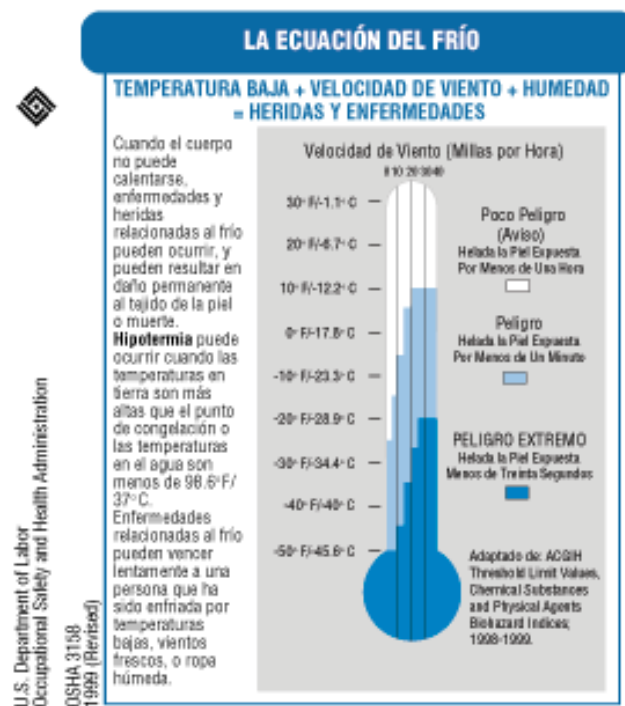 LA ECUACIÓN DEL FRÍO
TEMPERATURA BAJA + VELOCIDAD DE VIENTO + HUMEDAD
= HERIDAS Y ENFERMEDADES
Cuando el cuerpo
no puede
calentarse,
enfermedades y
heridas
relacionadas al frío
pueden ocurrir, y
pueden resultar en
daño permanente
al tejido de la piel
o muerte.
Hipotermia puede
ocurrir cuando las
temperaturas en
tierra son más
altas que el punto
de congelación o
las temperaturas
en el agua son
menos de 98.6°F/
37°C.
Enfermedades
relacionadas al frío
pueden vencer
lentamente a una
persona que ha
sido enfriada por
temperaturas
bajas, vientos
frescos, o ropa
húmeda.
Velocidad de Viento (Millas por Hora)
0 10 20 30 40
30° F/-1.1° C
20° F/-6.7° C
10° F/-12.2° C
0° F/-17.8° C
-10° F/-23.3° C
-20° F/-28.9° C
-30° F/-34.4° C
-40° F/-40° C
-50° F/-45.6° C
Poco Peligro
(Aviso)
Helada la Piel Expuesta
Por Menos de Una Hora
Peligro
Helada la Piel Expuesta
Por Menos de Un Minuto
PELIGRO EXTREMO
Helada la Piel Expuesta
Menos de Treinta Segundos
Adaptado de: ACGIH
Threshold Limit Values,
Chemical Substances
and Physical Agents
Biohazard Indices,
1998-1999.
U.S. Department of Labor
Occupational Safety and Health Administration
OSHA 3158
1999 (Revised)